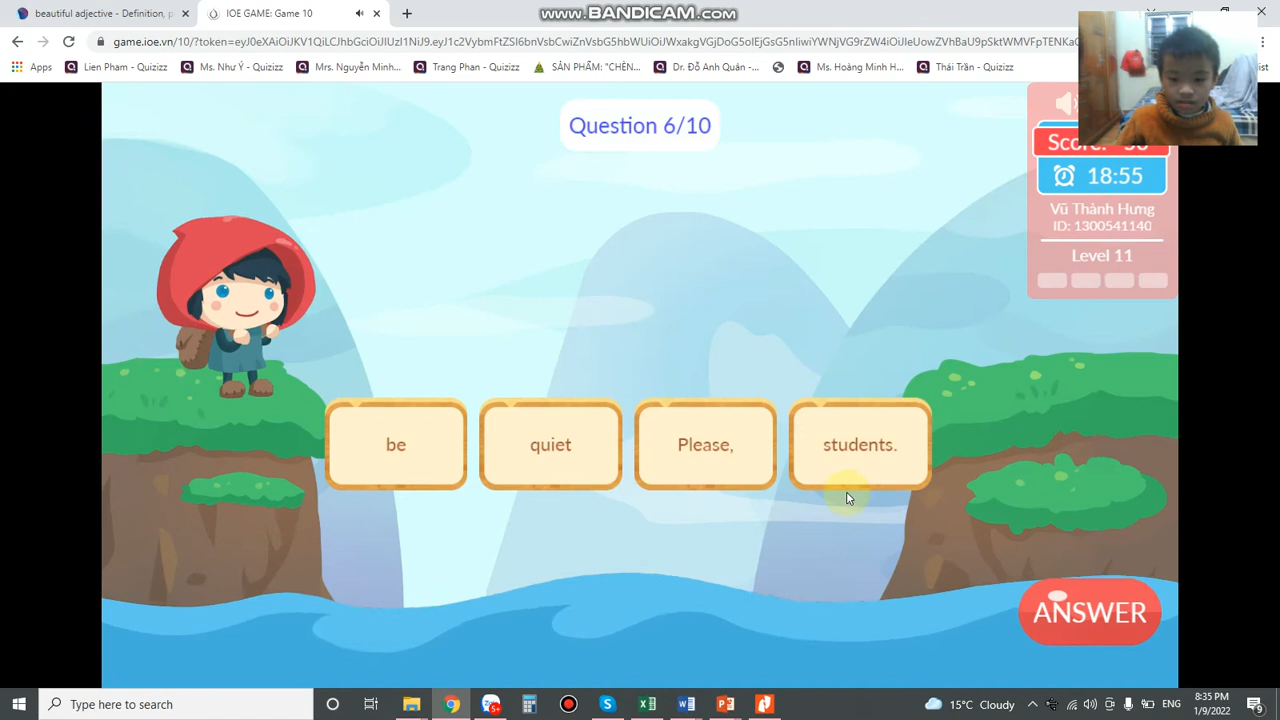 beautiful adjective - Definition, p
IOE GAME: Game 10
www.BANDICAM.com
Apps
Lien Pham - Quizizz
Ms. Như Ý - Quizizz
Mrs. Nguyễn Minh...
Trang Phan - Quizizz
SẢN PHẨM: "CHÊN...
Dr. Đỗ Anh Quân - ...
Ms. Hoàng Minh H...
Thái Trần - Quizizz
Question 6/10
18:55
Vũ Thành Hưng
ID: 1300541140
Level 11
be
quiet
Please,
students.
ANSWER
Type here to search
15°C Cloudy
ENG
8:35 PM
1/9/2022